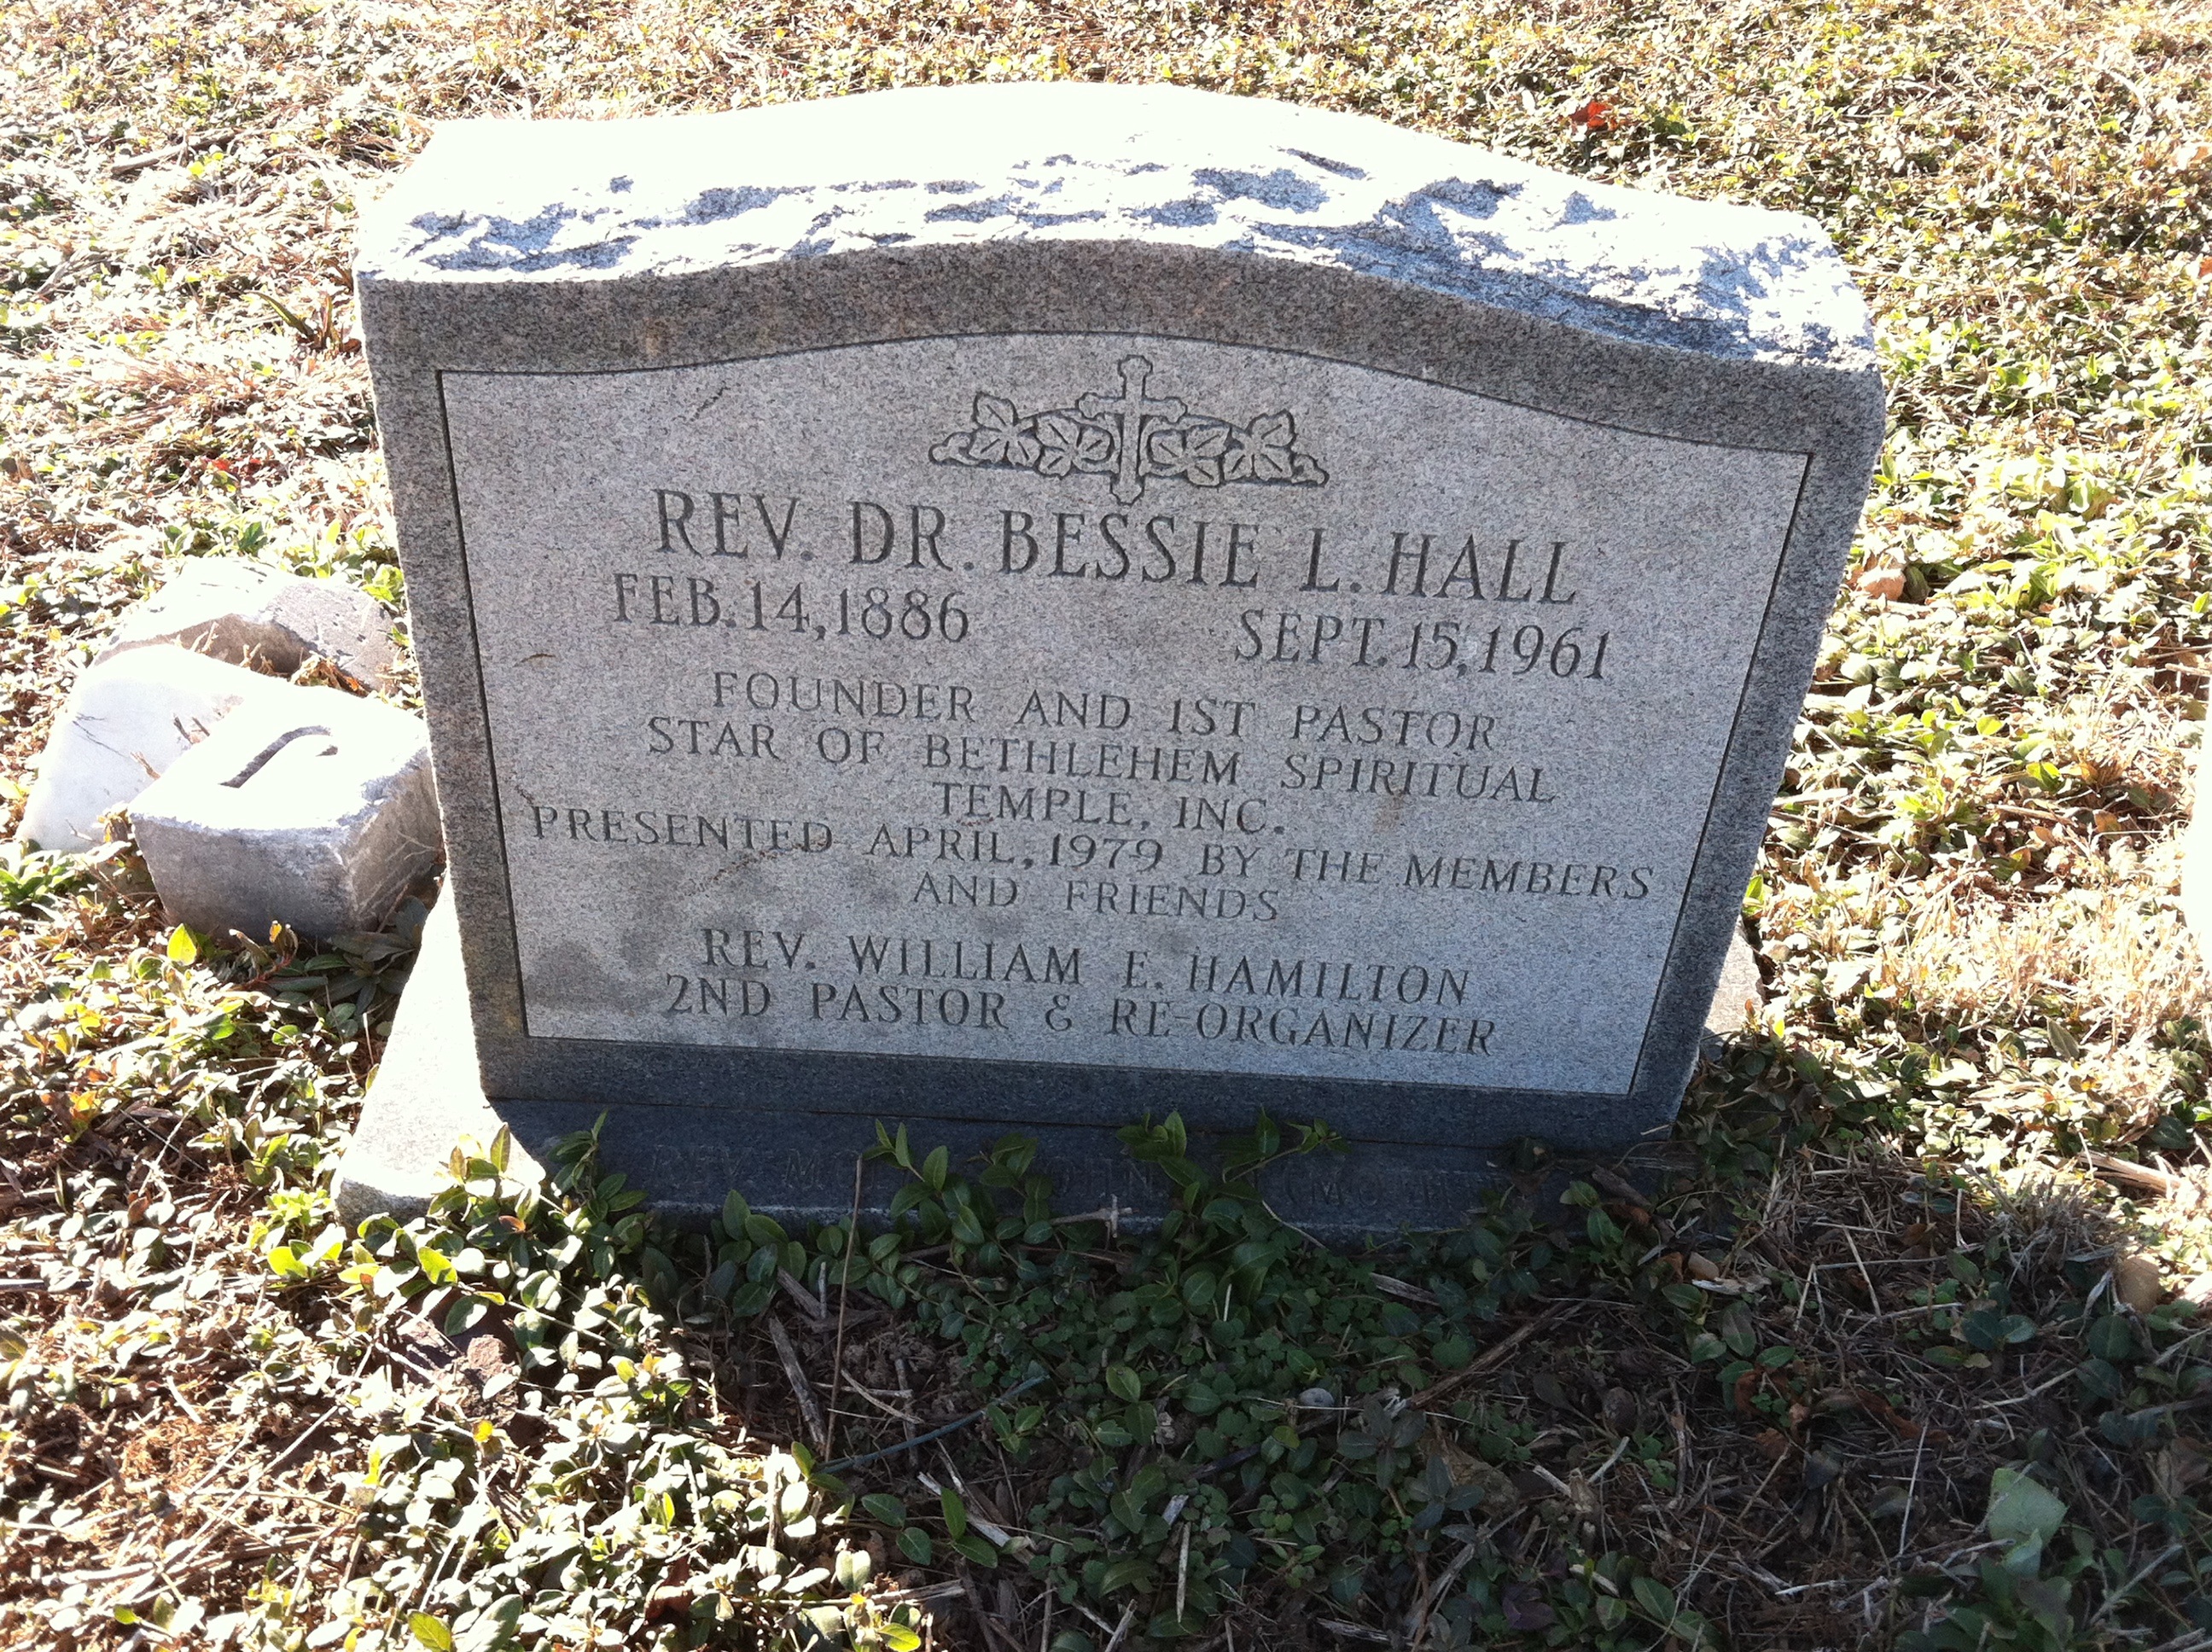 REV. DR. BESSIE L. HALL
FEB. 14, 1886 SEPT. 15, 1961
FOUNDER AND 1ST PASTOR
STAR OF BETHLEHEM SPIRITUAL
TEMPLE, INC.
PRESENTED APRIL, 1979 BY THE MEMBERS
AND FRIENDS
REV. WILLIAM E. HAMILTON
2ND PASTOR & RE-ORGANIZER
REV.